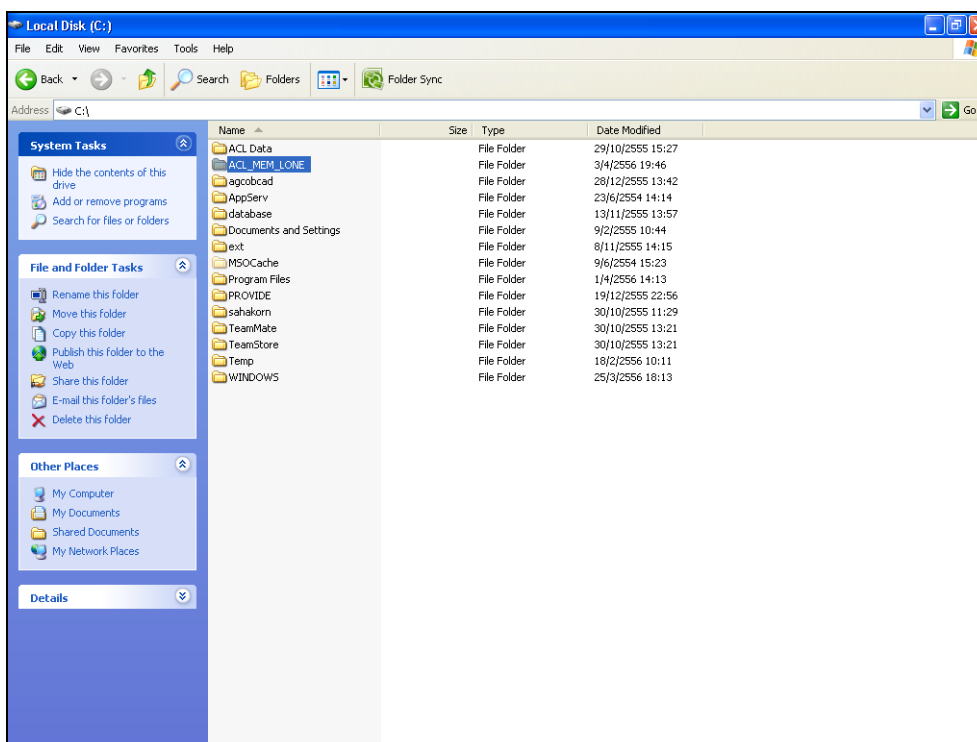 Local Disk (C:)
File Edit View Favorites Tools Help
Back Search Folders Folder Sync
Address C:\ Go
Name Size Type Date Modified
System Tasks
Hide the contents of this
drive
Add or remove programs
Search for files or folders
File and Folder Tasks
Rename this folder
Move this folder
Copy this folder
Publish this folder to the
Web
Share this folder
E-mail this folder's files
Delete this folder
Other Places
My Computer
My Documents
Shared Documents
My Network Places
Details
ACL Data File Folder 29/10/2555 15:27
ACL_MEM_LONE File Folder 3/4/2556 19:46
agcobcad File Folder 28/12/2555 13:42
AppServ File Folder 23/6/2554 14:14
database File Folder 13/11/2555 13:57
Documents and Settings File Folder 9/2/2555 10:44
ext File Folder 8/11/2555 14:15
MSOCache File Folder 9/6/2554 15:23
Program Files File Folder 1/4/2556 14:13
PROVIDE File Folder 19/12/2555 22:56
sahakorn File Folder 30/10/2555 11:29
TeamMate File Folder 30/10/2555 13:21
TeamStore File Folder 30/10/2555 13:21
Temp File Folder 18/2/2556 10:11
WINDOWS File Folder 25/3/2556 18:13